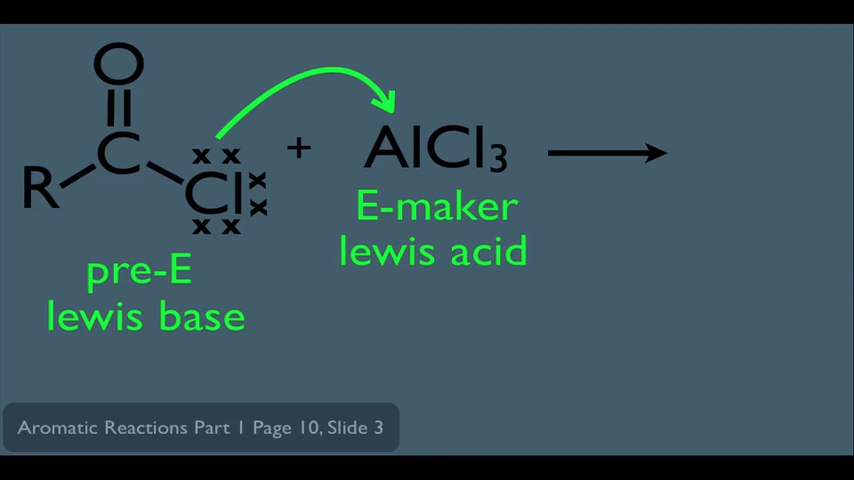 O
||
R C Cl + AlCl₃
E-maker
lewis acid
pre-E
lewis base
Aromatic Reactions Part 1 Page 10, Slide 3